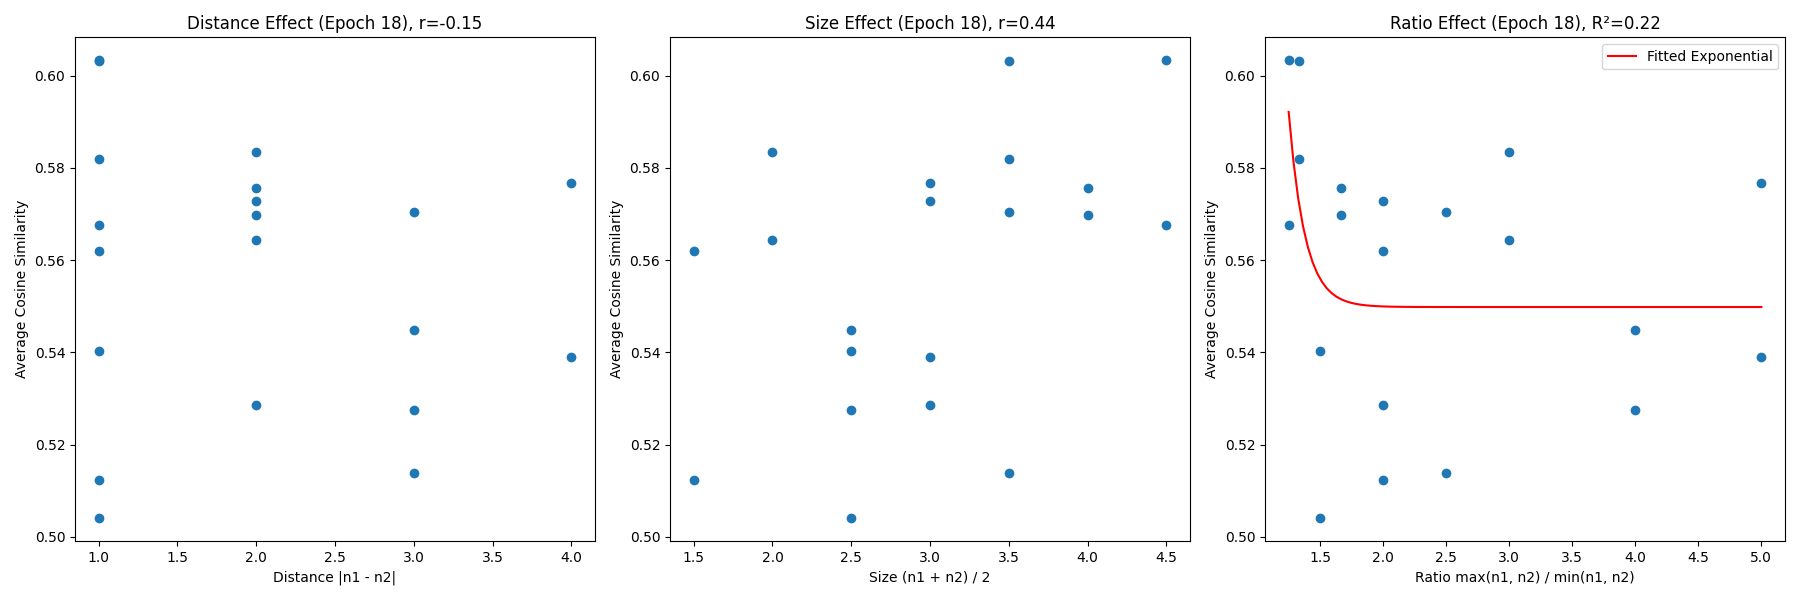 Distance Effect (Epoch 18), r=-0.15
Average Cosine Similarity
0.60
0.58
0.56
0.54
0.52
0.50
1.0 1.5 2.0 2.5 3.0 3.5 4.0
Distance |n1 - n2|
Size Effect (Epoch 18), r=0.44
Average Cosine Similarity
0.60
0.58
0.56
0.54
0.52
0.50
1.5 2.0 2.5 3.0 3.5 4.0 4.5
Size (n1 + n2) / 2
Ratio Effect (Epoch 18), R²=0.22
Fitted Exponential
Average Cosine Similarity
0.60
0.58
0.56
0.54
0.52
0.50
1.5 2.0 2.5 3.0 3.5 4.0 4.5 5.0
Ratio max(n1, n2) / min(n1, n2)